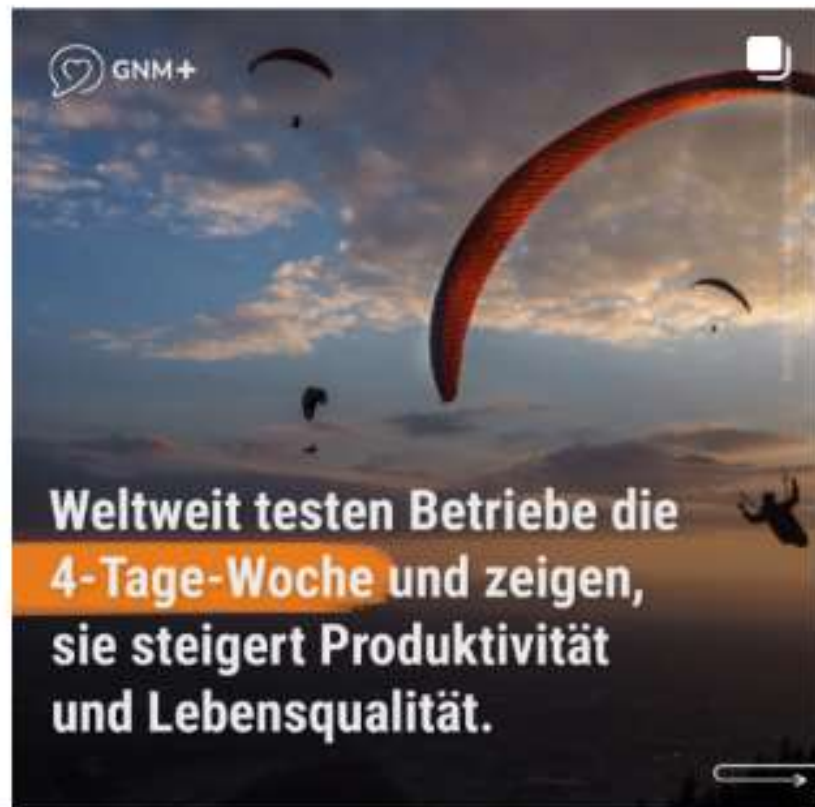 GNM+
Weltweit testen Betriebe die
4-Tage-Woche und zeigen,
sie steigert Produktivität
und Lebensqualität.